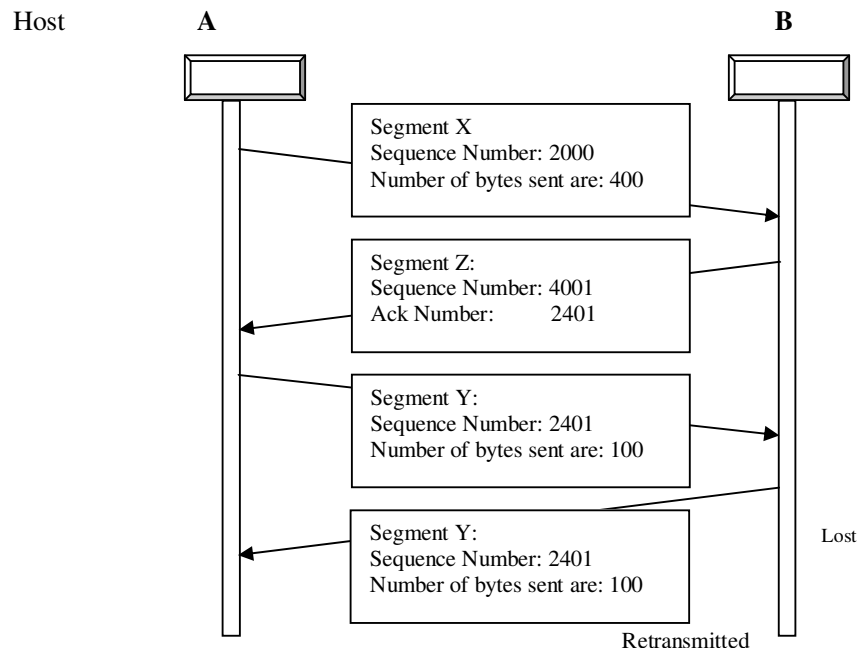 Host A B
Segment X
Sequence Number: 2000
Number of bytes sent are: 400
Segment Z:
Sequence Number: 4001
Ack Number: 2401
Segment Y:
Sequence Number: 2401
Number of bytes sent are: 100
Segment Y:
Sequence Number: 2401
Number of bytes sent are: 100
Lost
Retransmitted